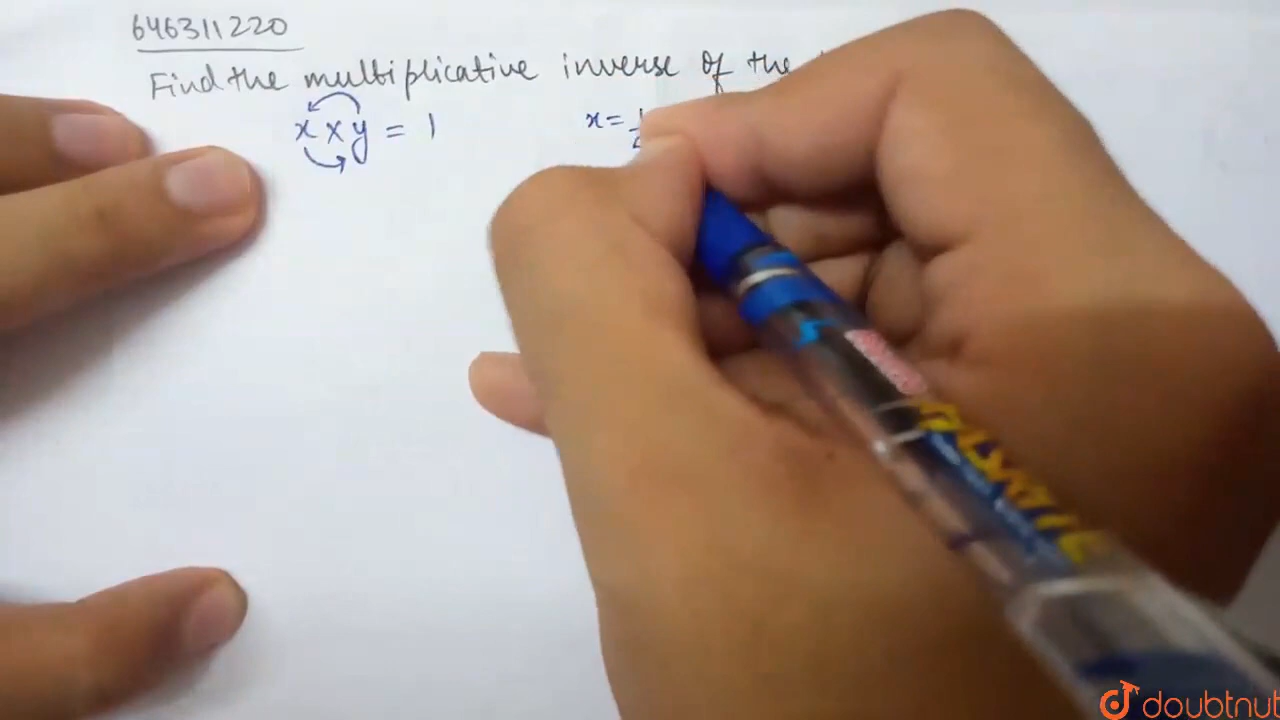 646311220
Find the multiplicative inverse of the
x × y = 1
x =
doubtnut